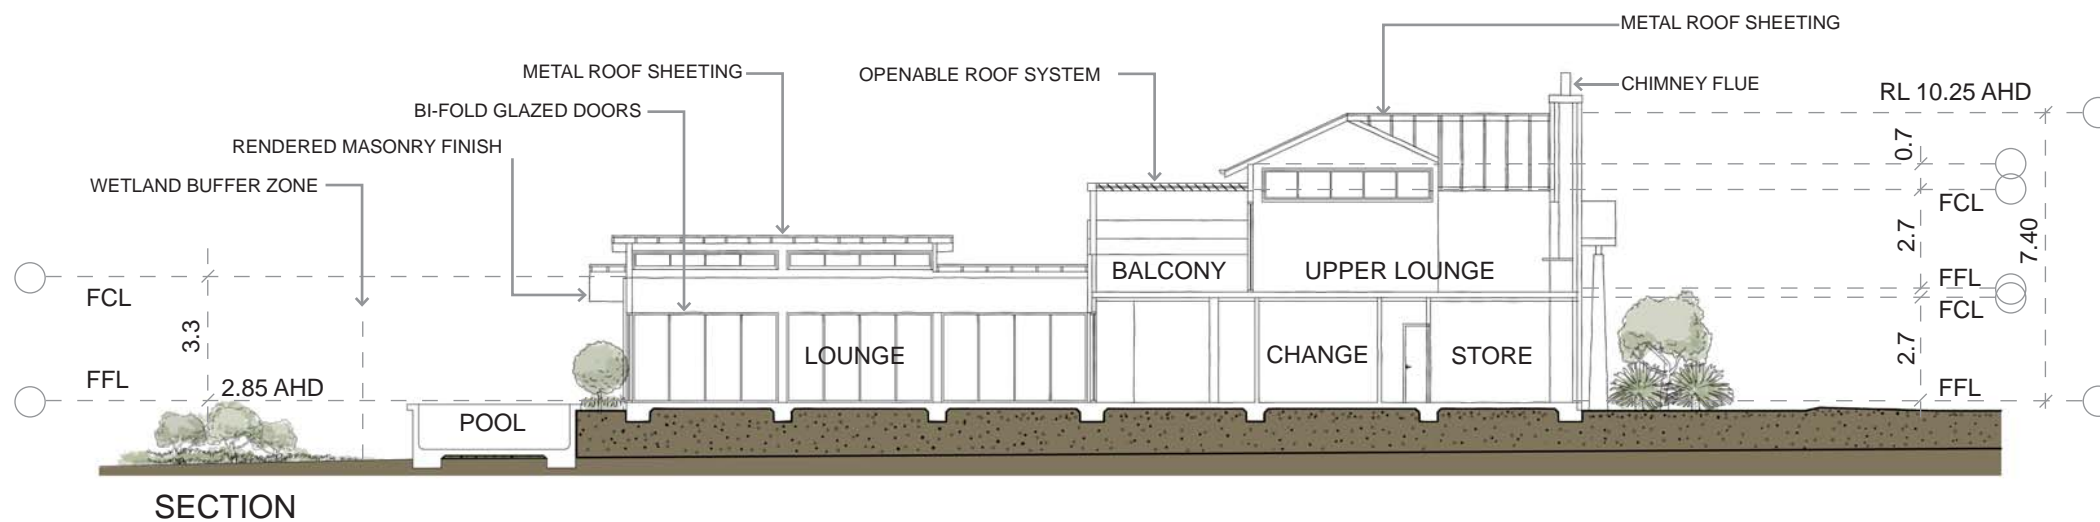 METAL ROOF SHEETING
METAL ROOF SHEETING
OPENABLE ROOF SYSTEM
CHIMNEY FLUE
RL 10.25 AHD
BI-FOLD GLAZED DOORS
RENDERED MASONRY FINISH
WETLAND BUFFER ZONE
0.7
FCL
2.7
7.40
BALCONY
UPPER LOUNGE
FFL
FCL
FCL
3.3
LOUNGE
CHANGE
STORE
2.7
FFL
2.85 AHD
FFL
POOL
SECTION